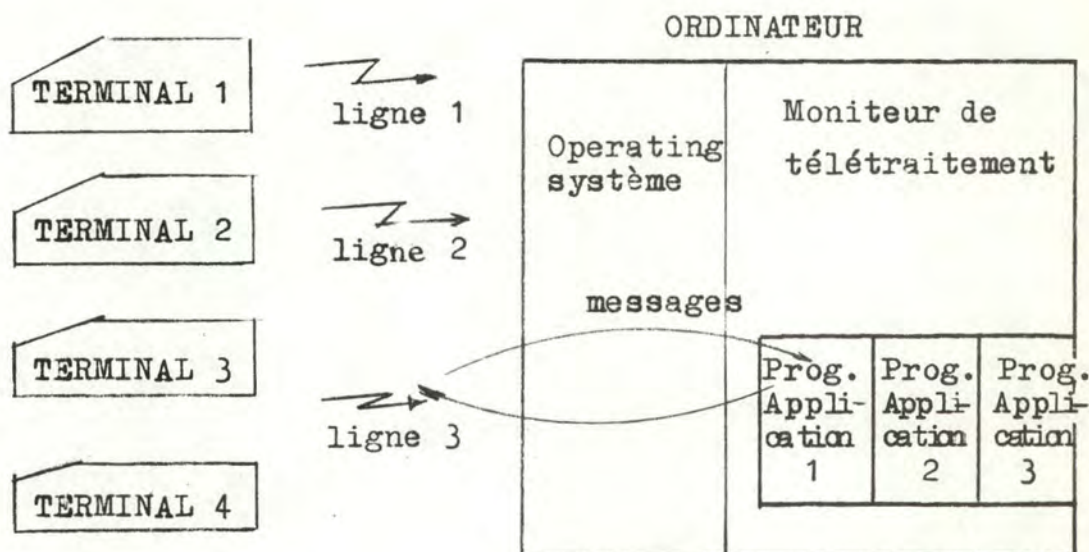 ORDINATEUR
TERMINAL 1
ligne 1
TERMINAL 2
ligne 2
TERMINAL 3
ligne 3
TERMINAL 4
Operating
système
Moniteur de
télétraitement
messages
Prog.
Appli-
cation
1
Prog.
Appli-
cation
2
Prog.
Appli-
cation
3